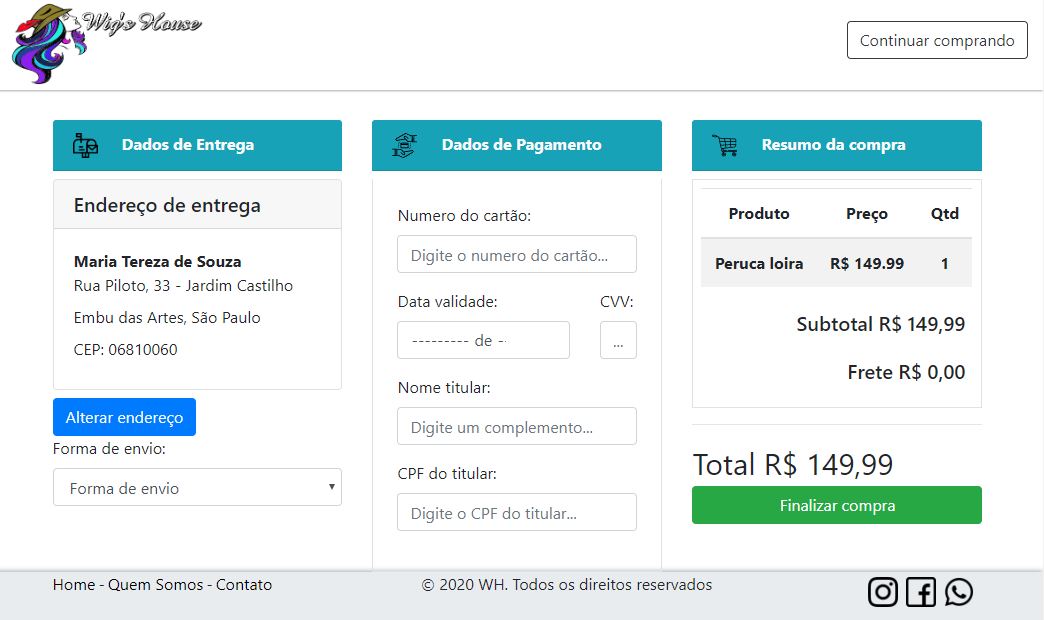 Wig's House
Continuar comprando
Dados de Entrega
Endereço de entrega
Maria Tereza de Souza
Rua Piloto, 33 - Jardim Castilho
Embu das Artes, São Paulo
CEP: 06810060
Alterar endereço
Forma de envio:
Forma de envio
Dados de Pagamento
Numero do cartão:
Digite o numero do cartão...
Data validade: CVV:
--------- de -- ...
Nome titular:
Digite um complemento...
CPF do titular:
Digite o CPF do titular...
Resumo da compra
Produto Preço Qtd
Peruca loira R$ 149.99 1
Subtotal R$ 149,99
Frete R$ 0,00
Total R$ 149,99
Finalizar compra
Home - Quem Somos - Contato
© 2020 WH. Todos os direitos reservados